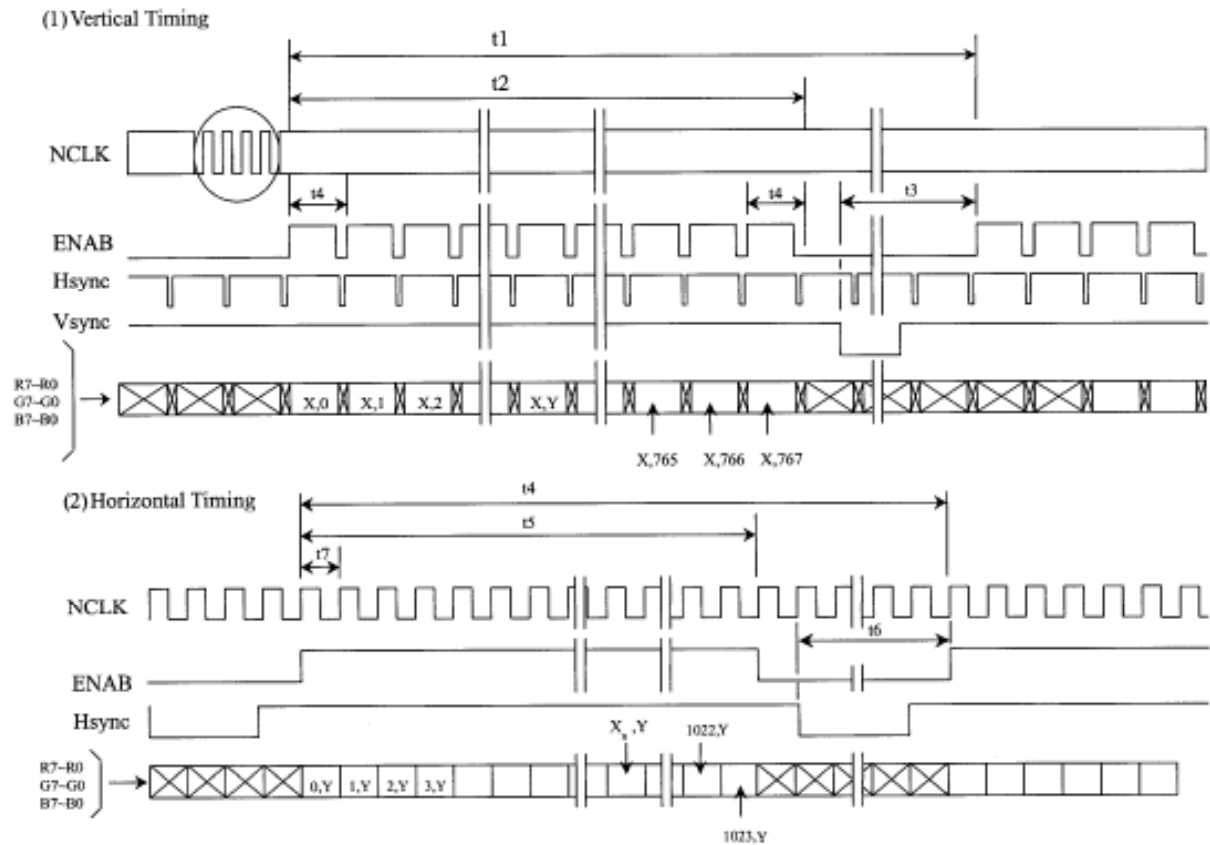 (1) Vertical Timing
t1
t2
NCLK
t4
t4
t3
ENAB
Hsync
Vsync
R7~R0
G7~G0
B7~B0
X,0 X,1 X,2 X,Y
X,765 X,766 X,767
(2) Horizontal Timing
t4
t5
t7
NCLK
t6
ENAB
Hsync
X ,Y 1022,Y
R7~R0
G7~G0
B7~B0
0,Y 1,Y 2,Y 3,Y
1023,Y